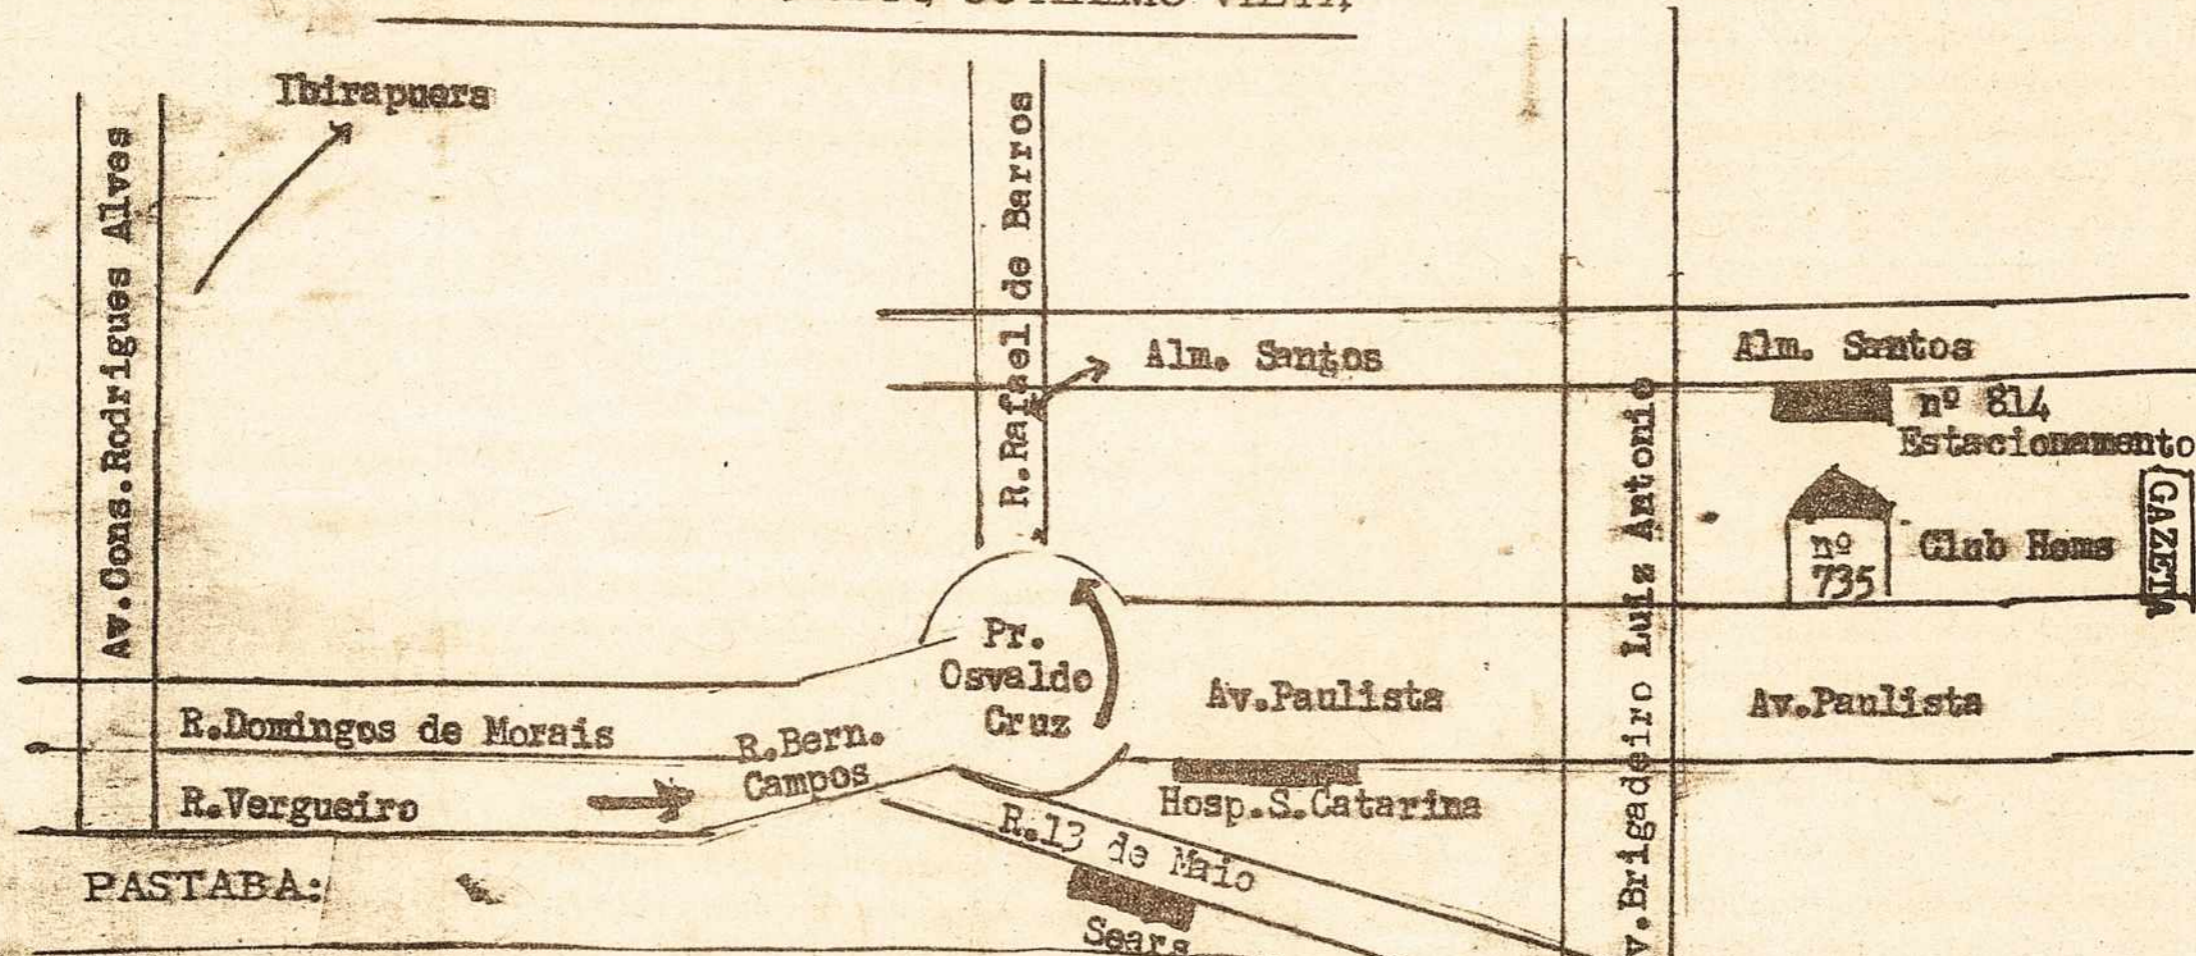 Ibirapuera
Av.Cons.Rodrigues Alves
R.Rafael de Barros
Alm. Santos
Alm. Santos
nº 814
Estacionamento
nº
735
Club Homs
GAZETA
Pr.
Osvaldo
Cruz
Av.Paulista
Av.Paulista
v.Brigadeiro Luiz Antonio
R.Domingos de Morais
R.Bern.
Campos
R.Vergueiro
Hosp.S.Catarina
R.13 de Maio
PASTABA:
Sears